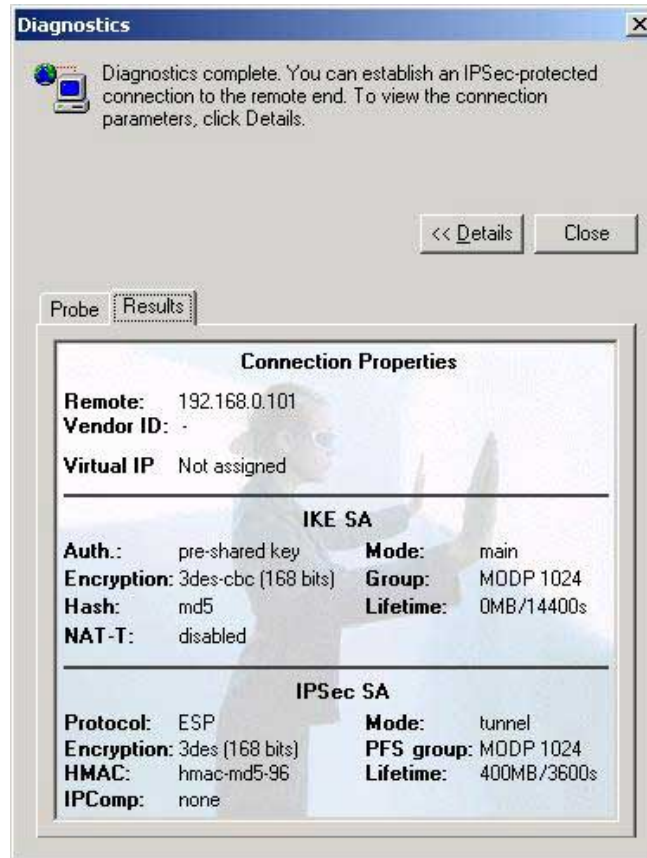 Diagnostics
Diagnostics complete. You can establish an IPSec-protected
connection to the remote end. To view the connection
parameters, click Details.
<< Details Close
Probe Results
Connection Properties
Remote: 192.168.0.101
Vendor ID: -
Virtual IP Not assigned
IKE SA
Auth.: pre-shared key Mode: main
Encryption: 3des-cbc (168 bits) Group: MODP 1024
Hash: md5 Lifetime: 0MB/14400s
NAT-T: disabled
IPSec SA
Protocol: ESP Mode: tunnel
Encryption: 3des (168 bits) PFS group: MODP 1024
HMAC: hmac-md5-96 Lifetime: 400MB/3600s
IPComp: none